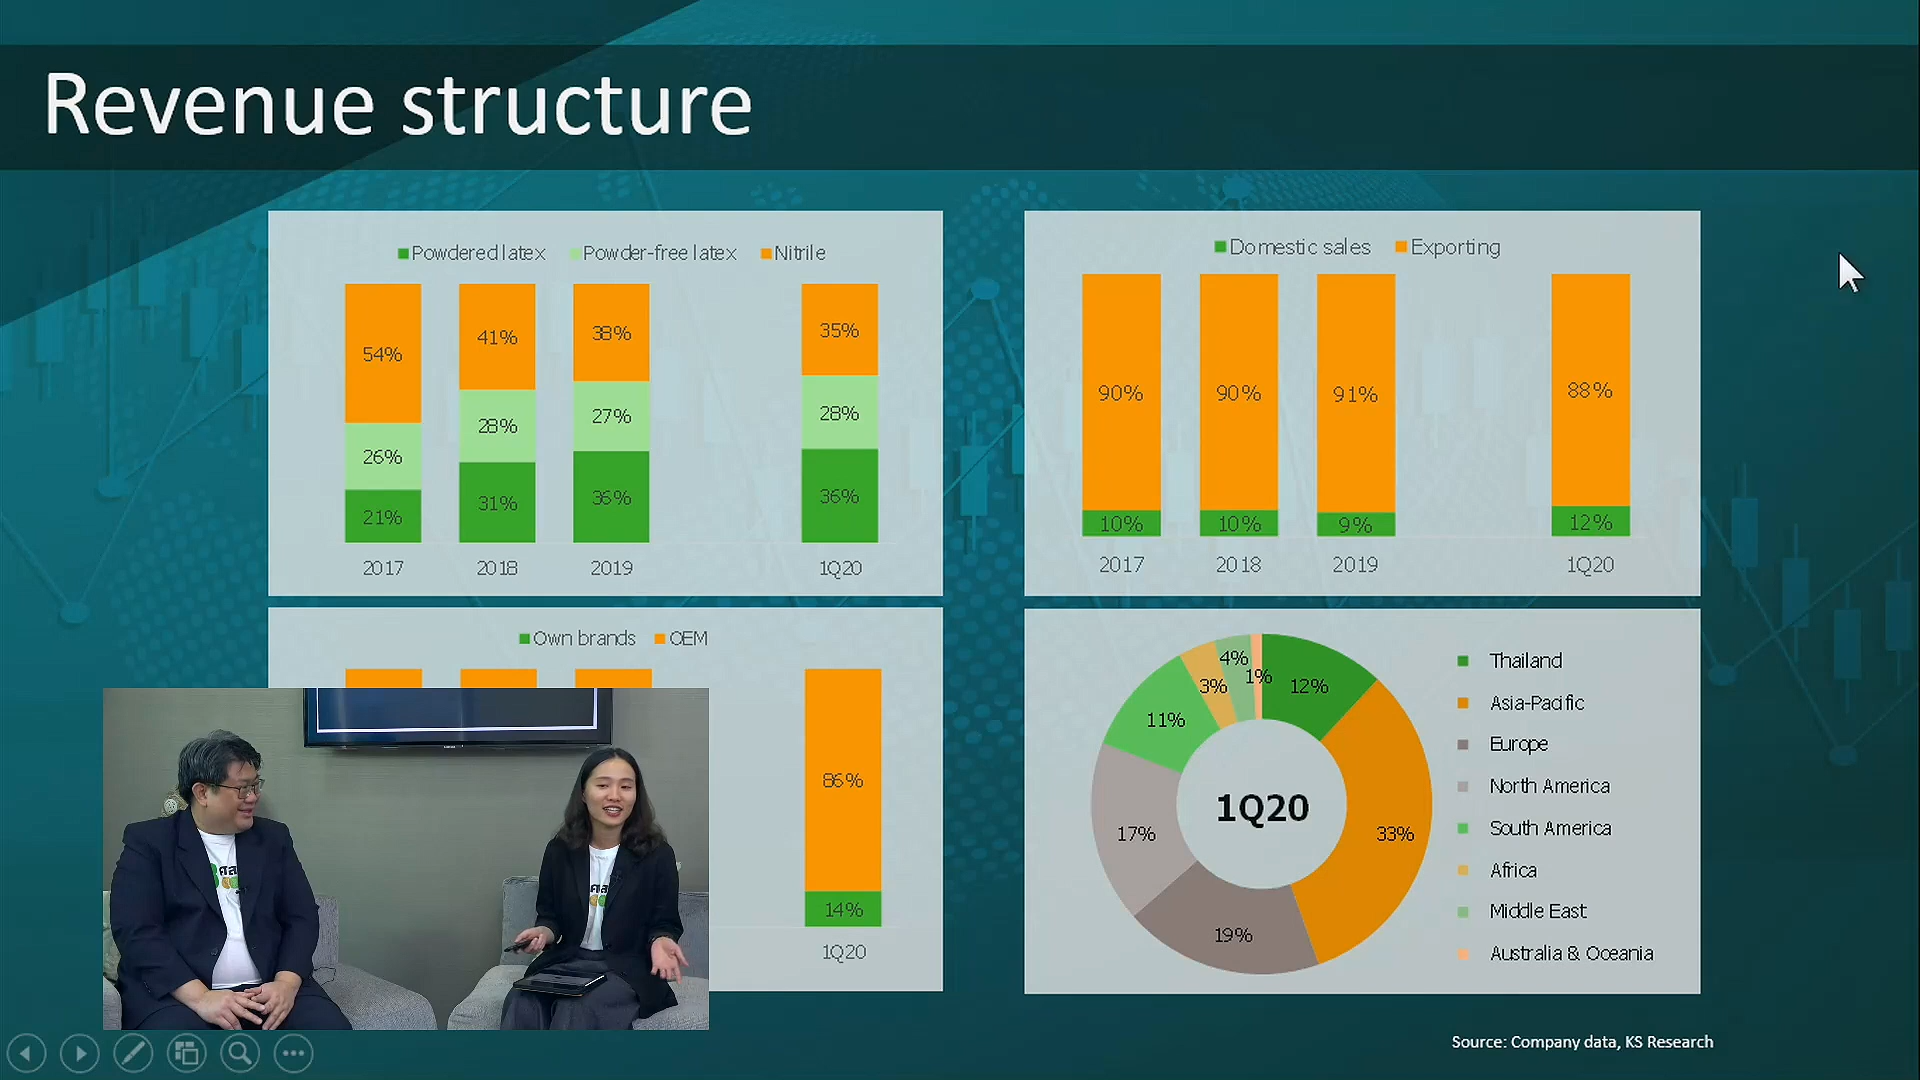 Revenue structure
Powdered latex Powder-free latex Nitrile
54% 41% 38% 35%
26% 28% 27% 28%
21% 31% 36% 36%
2017 2018 2019 1Q20
Domestic sales Exporting
90% 90% 91% 88%
10% 10% 9% 12%
2017 2018 2019 1Q20
Own brands OEM
86%
14%
1Q20
4% 1% 12%
3%
11%
33%
17%
19%
1Q20
Thailand
Asia-Pacific
Europe
North America
South America
Africa
Middle East
Australia & Oceania
Source: Company data, KS Research